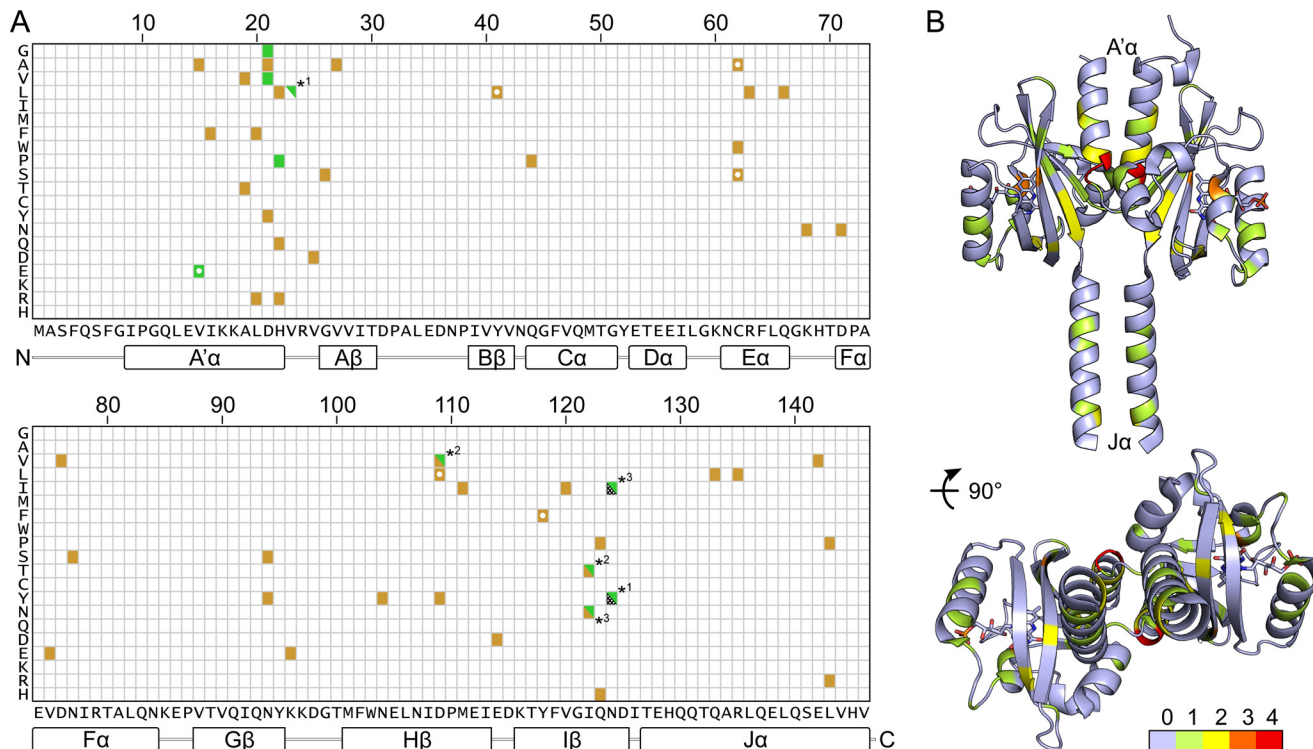 A
10 20 30 40 50 60 70
G
A
V
L
I
M
F
W
P
S
T
C
Y
N
Q
D
E
K
R
H
*1
MASFQSFGIPGQLEVIKKALDHVRVGVVITDPALEDNPIVYVNQGFVQMTGYETEEILGKNCRFLQGKHTDPA
N A'α Aβ Bβ Cα Dα Eα Fα
80 90 100 110 120 130 140
G
A
V
L
I
M
F
W
P
S
T
C
Y
N
Q
D
E
K
R
H
*2
*3
*2
*1
*3
EVDNIRTALQNKEPVTVQIQNYKKDGTMFWNELNIDPMEIEDKTYFVGIQNDITEHQQTQARLQELQSELVHV
Fα Gβ Hβ Iβ Jα C
B
A'α
Jα
90°
0 1 2 3 4